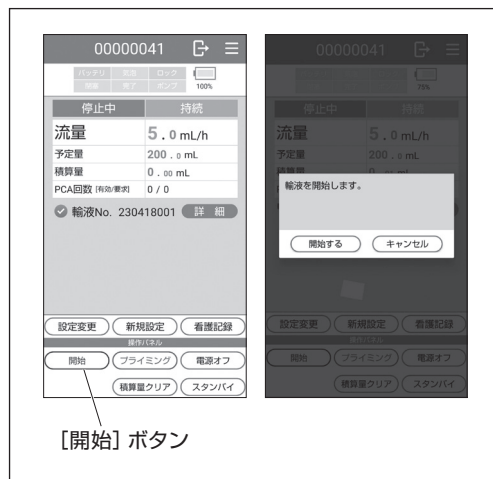 00000041
バッテリ 気泡 ロック
閉塞 完了 ポンプ 100%
停止中 持続
流量 5.0 mL/h
予定量 200.0 mL
積算量 0.00 mL
PCA回数 [有効/要求] 0 / 0
輸液No. 230418001 詳 細
設定変更 新規設定 看護記録
操作パネル
開始 プライミング 電源オフ
積算量クリア スタンバイ
[開始] ボタン
00000041
75%
停止中 持続
流量 5.0 mL/h
予定量 200.0 mL
輸液を開始します。
開始する キャンセル
設定変更 新規設定 看護記録
操作パネル
開始 プライミング 電源オフ
積算量クリア スタンバイ